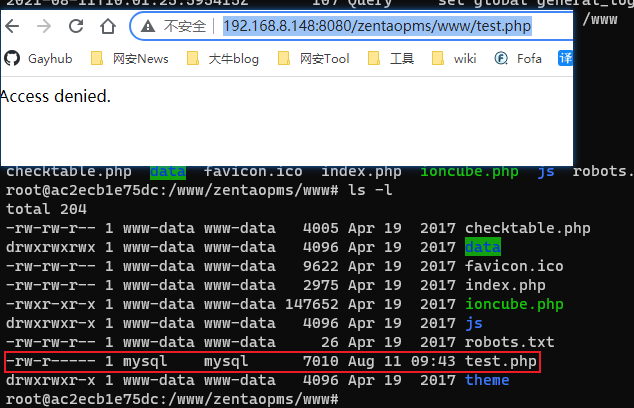 2021-08-11T10:01:23.595415Z 107 Query set global general_log
不安全 | 192.168.8.148:8080/zentaopms/www/test.php
/www
Gayhub 网安News 大牛blog 网安Tool 工具 wiki Fofa 译
Access denied.
checktable.php data favicon.ico index.php ioncube.php js robots.
root@ac2ecb1e75dc:/www/zentaopms/www# ls -l
total 204
-rw-rw-r-- 1 www-data www-data 4005 Apr 19 2017 checktable.php
drwxrwxrwx 1 www-data www-data 4096 Apr 19 2017 data
-rw-rw-r-- 1 www-data www-data 9622 Apr 19 2017 favicon.ico
-rw-rw-r-- 1 www-data www-data 2975 Apr 19 2017 index.php
-rwxr-xr-x 1 www-data www-data 147652 Apr 19 2017 ioncube.php
drwxrwxr-x 1 www-data www-data 4096 Apr 19 2017 js
-rw-rw-r-- 1 www-data www-data 26 Apr 19 2017 robots.txt
-rw-r----- 1 mysql mysql 7010 Aug 11 09:43 test.php
drwxrwxr-x 1 www-data www-data 4096 Apr 19 2017 theme
root@ac2ecb1e75dc:/www/zentaopms/www#